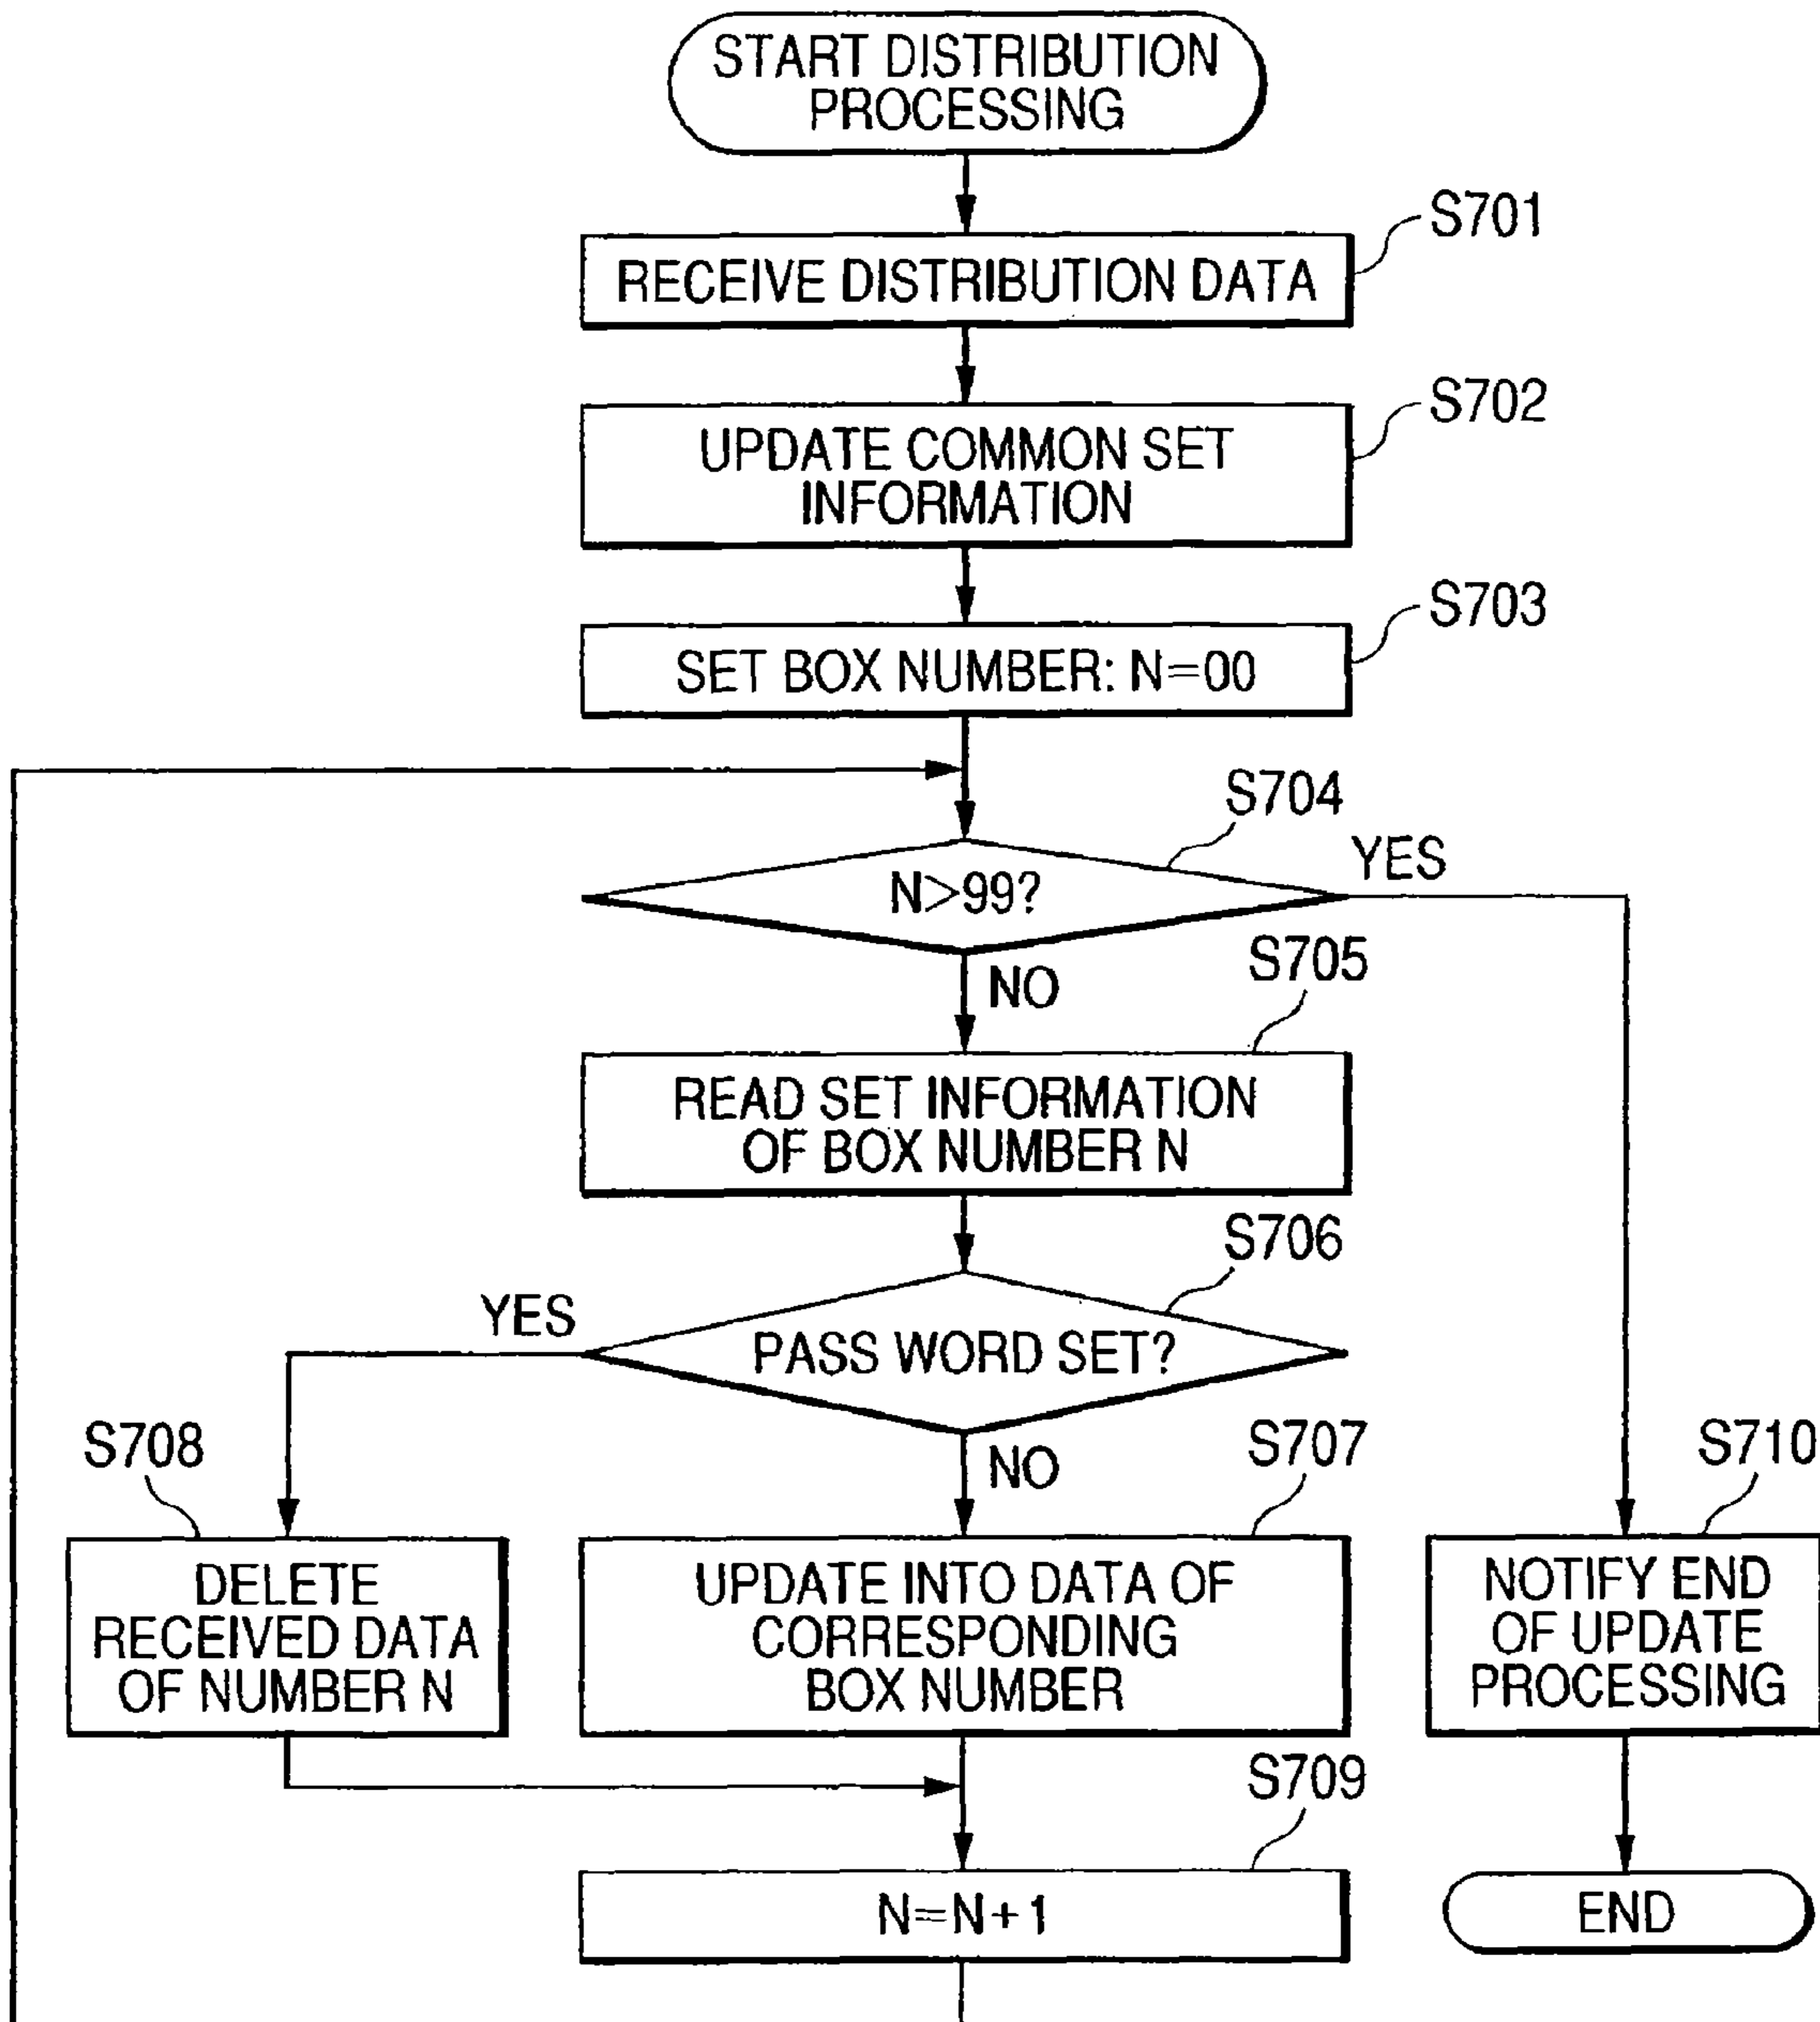 START DISTRIBUTION
PROCESSING
S701
RECEIVE DISTRIBUTION DATA
S702
UPDATE COMMON SET
INFORMATION
S703
SET BOX NUMBER: N=00
S704
N>99?
YES
NO
S705
READ SET INFORMATION
OF BOX NUMBER N
S706
PASS WORD SET?
YES
NO
S708
DELETE
RECEIVED DATA
OF NUMBER N
S707
UPDATE INTO DATA OF
CORRESPONDING
BOX NUMBER
S710
NOTIFY END
OF UPDATE
PROCESSING
S709
N=N+1
END